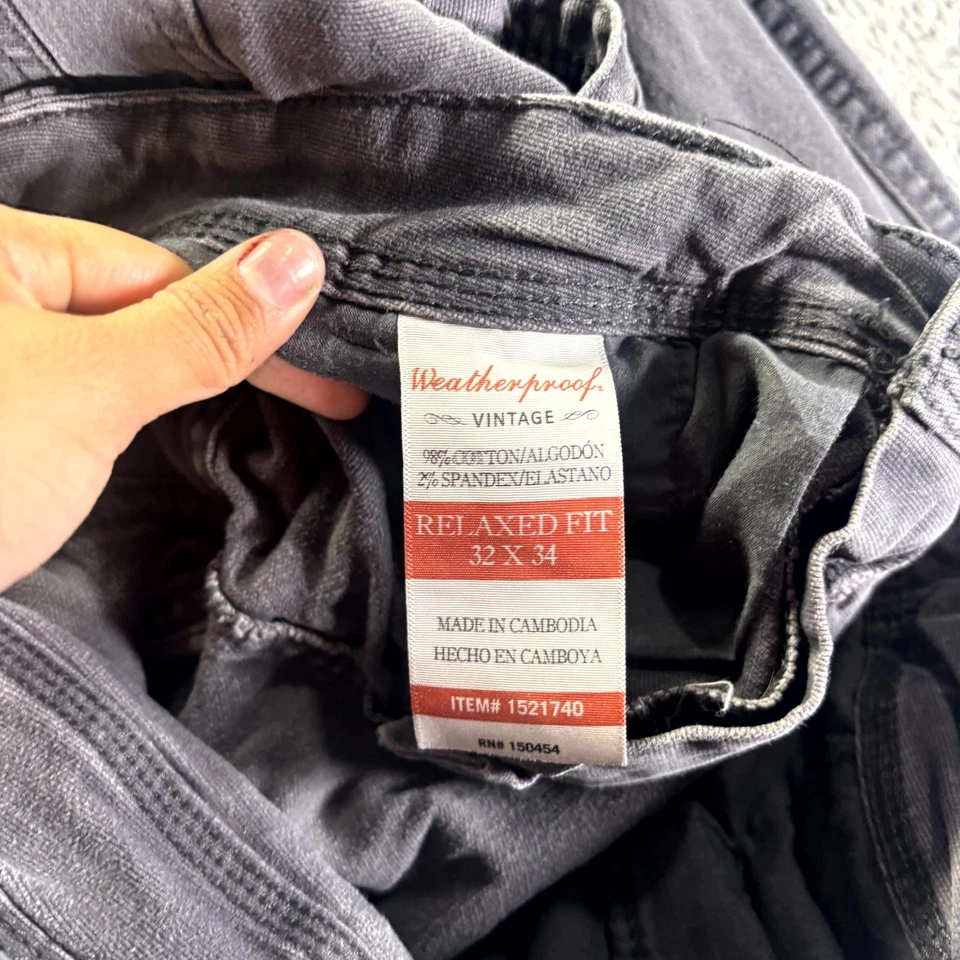 Weatherproof.
VINTAGE
98% COTTON/ALGODÓN
2% SPANDEX/ELASTANO
RELAXED FIT
32 X 34
MADE IN CAMBODIA
HECHO EN CAMBOYA
ITEM# 1521740
RN# 150454